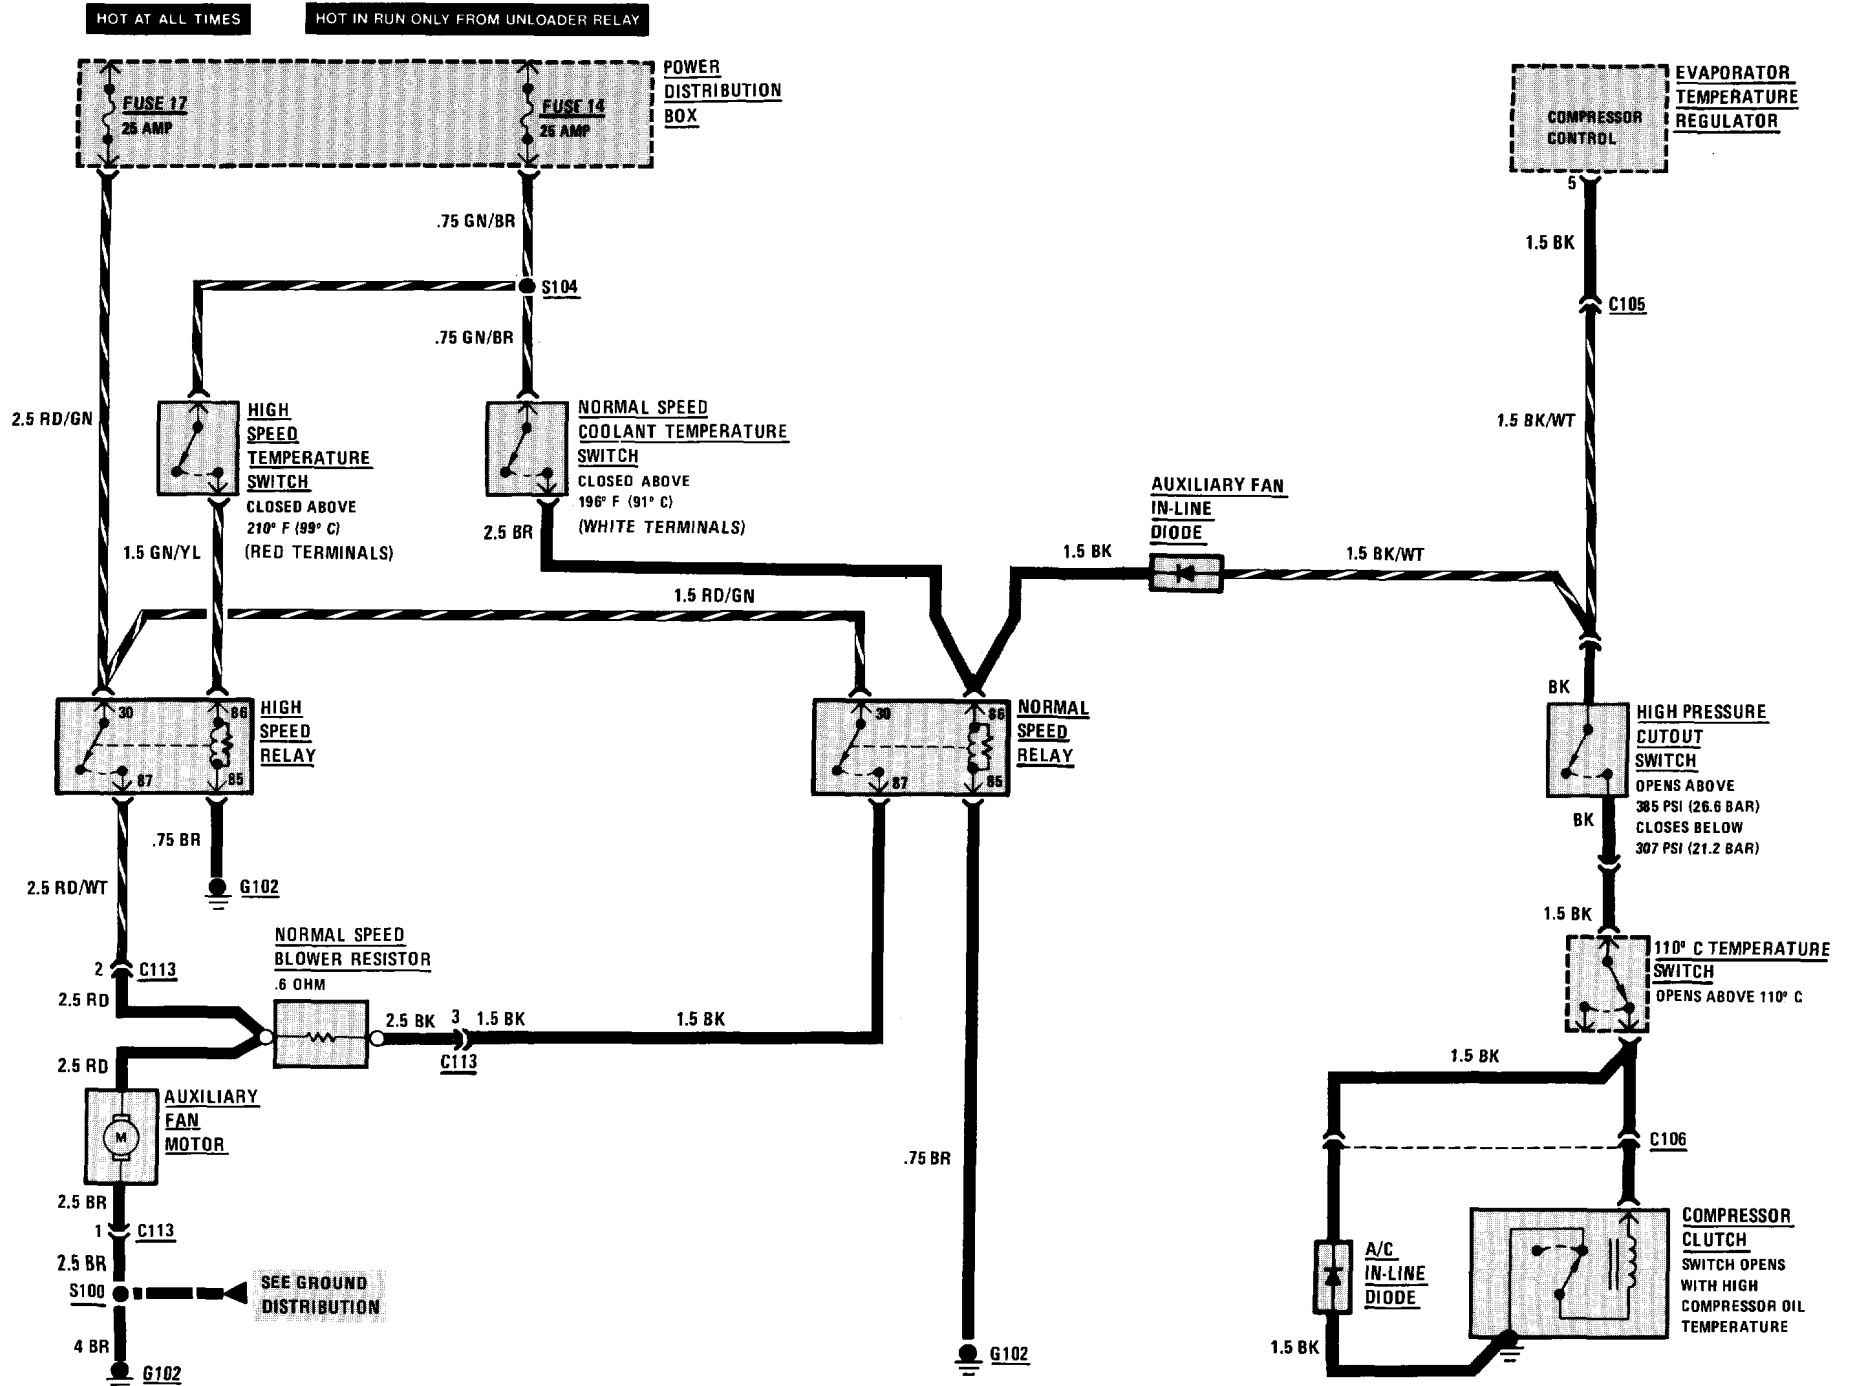 HOT AT ALL TIMES
HOT IN RUN ONLY FROM UNLOADER RELAY
POWER
DISTRIBUTION
BOX
FUSE 17
25 AMP
FUSE 14
25 AMP
EVAPORATOR
TEMPERATURE
REGULATOR
COMPRESSOR
CONTROL
5
.75 GN/BR
1.5 BK
S104
C105
.75 GN/BR
2.5 RD/GN
HIGH
SPEED
TEMPERATURE
SWITCH
CLOSED ABOVE
210° F (99° C)
(RED TERMINALS)
NORMAL SPEED
COOLANT TEMPERATURE
SWITCH
CLOSED ABOVE
196° F (91° C)
(WHITE TERMINALS)
1.5 BK/WT
AUXILIARY FAN
IN-LINE
DIODE
2.5 BR
1.5 GN/YL
1.5 BK
1.5 BK/WT
1.5 RD/GN
30
86
87
85
HIGH
SPEED
RELAY
30
86
87
85
NORMAL
SPEED
RELAY
BK
HIGH PRESSURE
CUTOUT
SWITCH
OPENS ABOVE
385 PSI (26.6 BAR)
CLOSES BELOW
307 PSI (21.2 BAR)
BK
.75 BR
2.5 RD/WT
G102
1.5 BK
NORMAL SPEED
BLOWER RESISTOR
.6 OHM
110° C TEMPERATURE
SWITCH
OPENS ABOVE 110° C
2
C113
2.5 RD
2.5 BK
3
1.5 BK
1.5 BK
C113
2.5 RD
1.5 BK
AUXILIARY
FAN
MOTOR
M
C106
.75 BR
2.5 BR
1
C113
2.5 BR
S100
SEE GROUND
DISTRIBUTION
4 BR
G102
G102
A/C
IN-LINE
DIODE
1.5 BK
COMPRESSOR
CLUTCH
SWITCH OPENS
WITH HIGH
COMPRESSOR OIL
TEMPERATURE